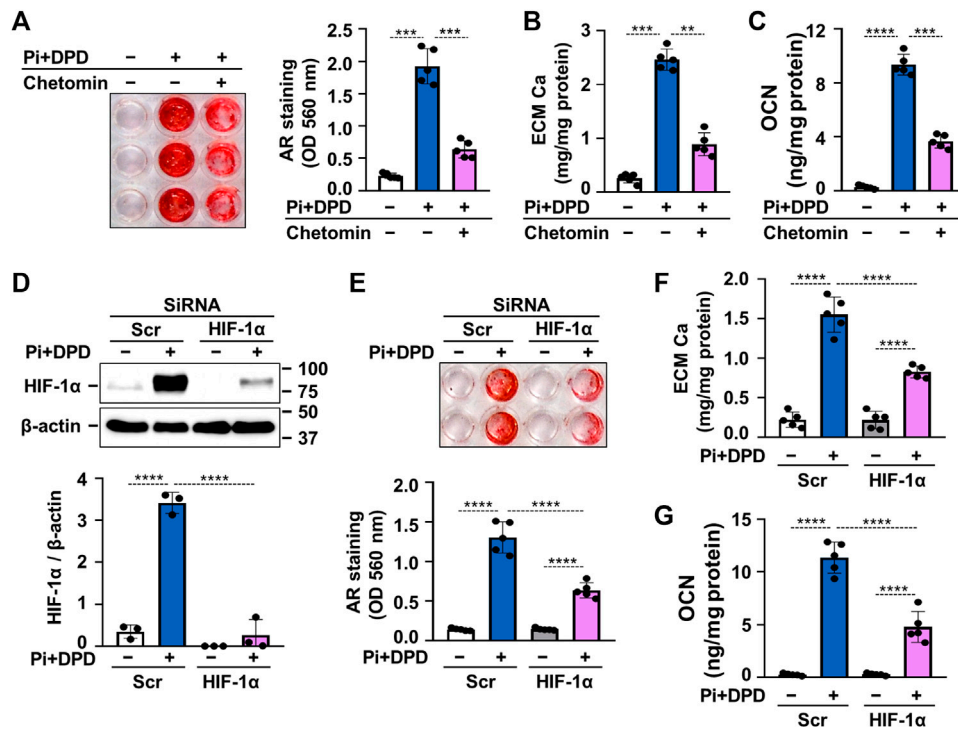 A
Pi+DPD − + +
Chetomin − − +
AR staining
(OD 560 nm)
2.5
2.0
1.5
1.0
0.5
0.0
*** ***
Pi+DPD − + +
Chetomin − − +
B
ECM Ca
(mg/mg protein)
3
2
1
0
*** **
Pi+DPD − + +
Chetomin − − +
C
OCN
(ng/mg protein)
9
6
3
0
**** ***
Pi+DPD − + +
Chetomin − − +
D
SiRNA
Scr HIF-1α
Pi+DPD − + − +
HIF-1α
100
75
β-actin
50
37
HIF-1α / β-actin
4
3
2
1
0
**** ****
Pi+DPD − + − +
Scr HIF-1α
E
SiRNA
Scr HIF-1α
Pi+DPD − + − +
AR staining
(OD 560 nm)
2.0
1.5
1.0
0.5
0.0
**** ****
****
Pi+DPD − + − +
Scr HIF-1α
F
ECM Ca
(mg/mg protein)
2.0
1.5
1.0
0.5
0.0
**** ****
****
Pi+DPD − + − +
Scr HIF-1α
G
OCN
(ng/mg protein)
15
10
5
0
**** ****
****
Pi+DPD − + − +
Scr HIF-1α